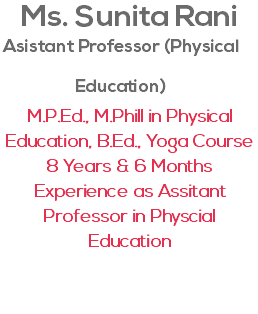 Ms. Sunita Rani
Asistant Professor (Physical
Education)
M.P.Ed., M.Phill in Physical
Education, B.Ed., Yoga Course
8 Years & 6 Months
Experience as Assitant
Professor in Physcial
Education